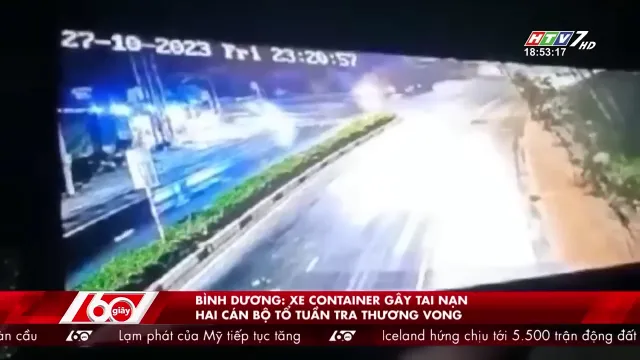 27-10-2023 Fri 23:20:57
HTV7 HD
18:53:17
60 giây
BÌNH DƯƠNG: XE CONTAINER GÂY TAI NẠN
HAI CÁN BỘ TỔ TUẦN TRA THƯƠNG VONG
àn cầu Lạm phát của Mỹ tiếp tục tăng Iceland hứng chịu tới 5.500 trận động đất